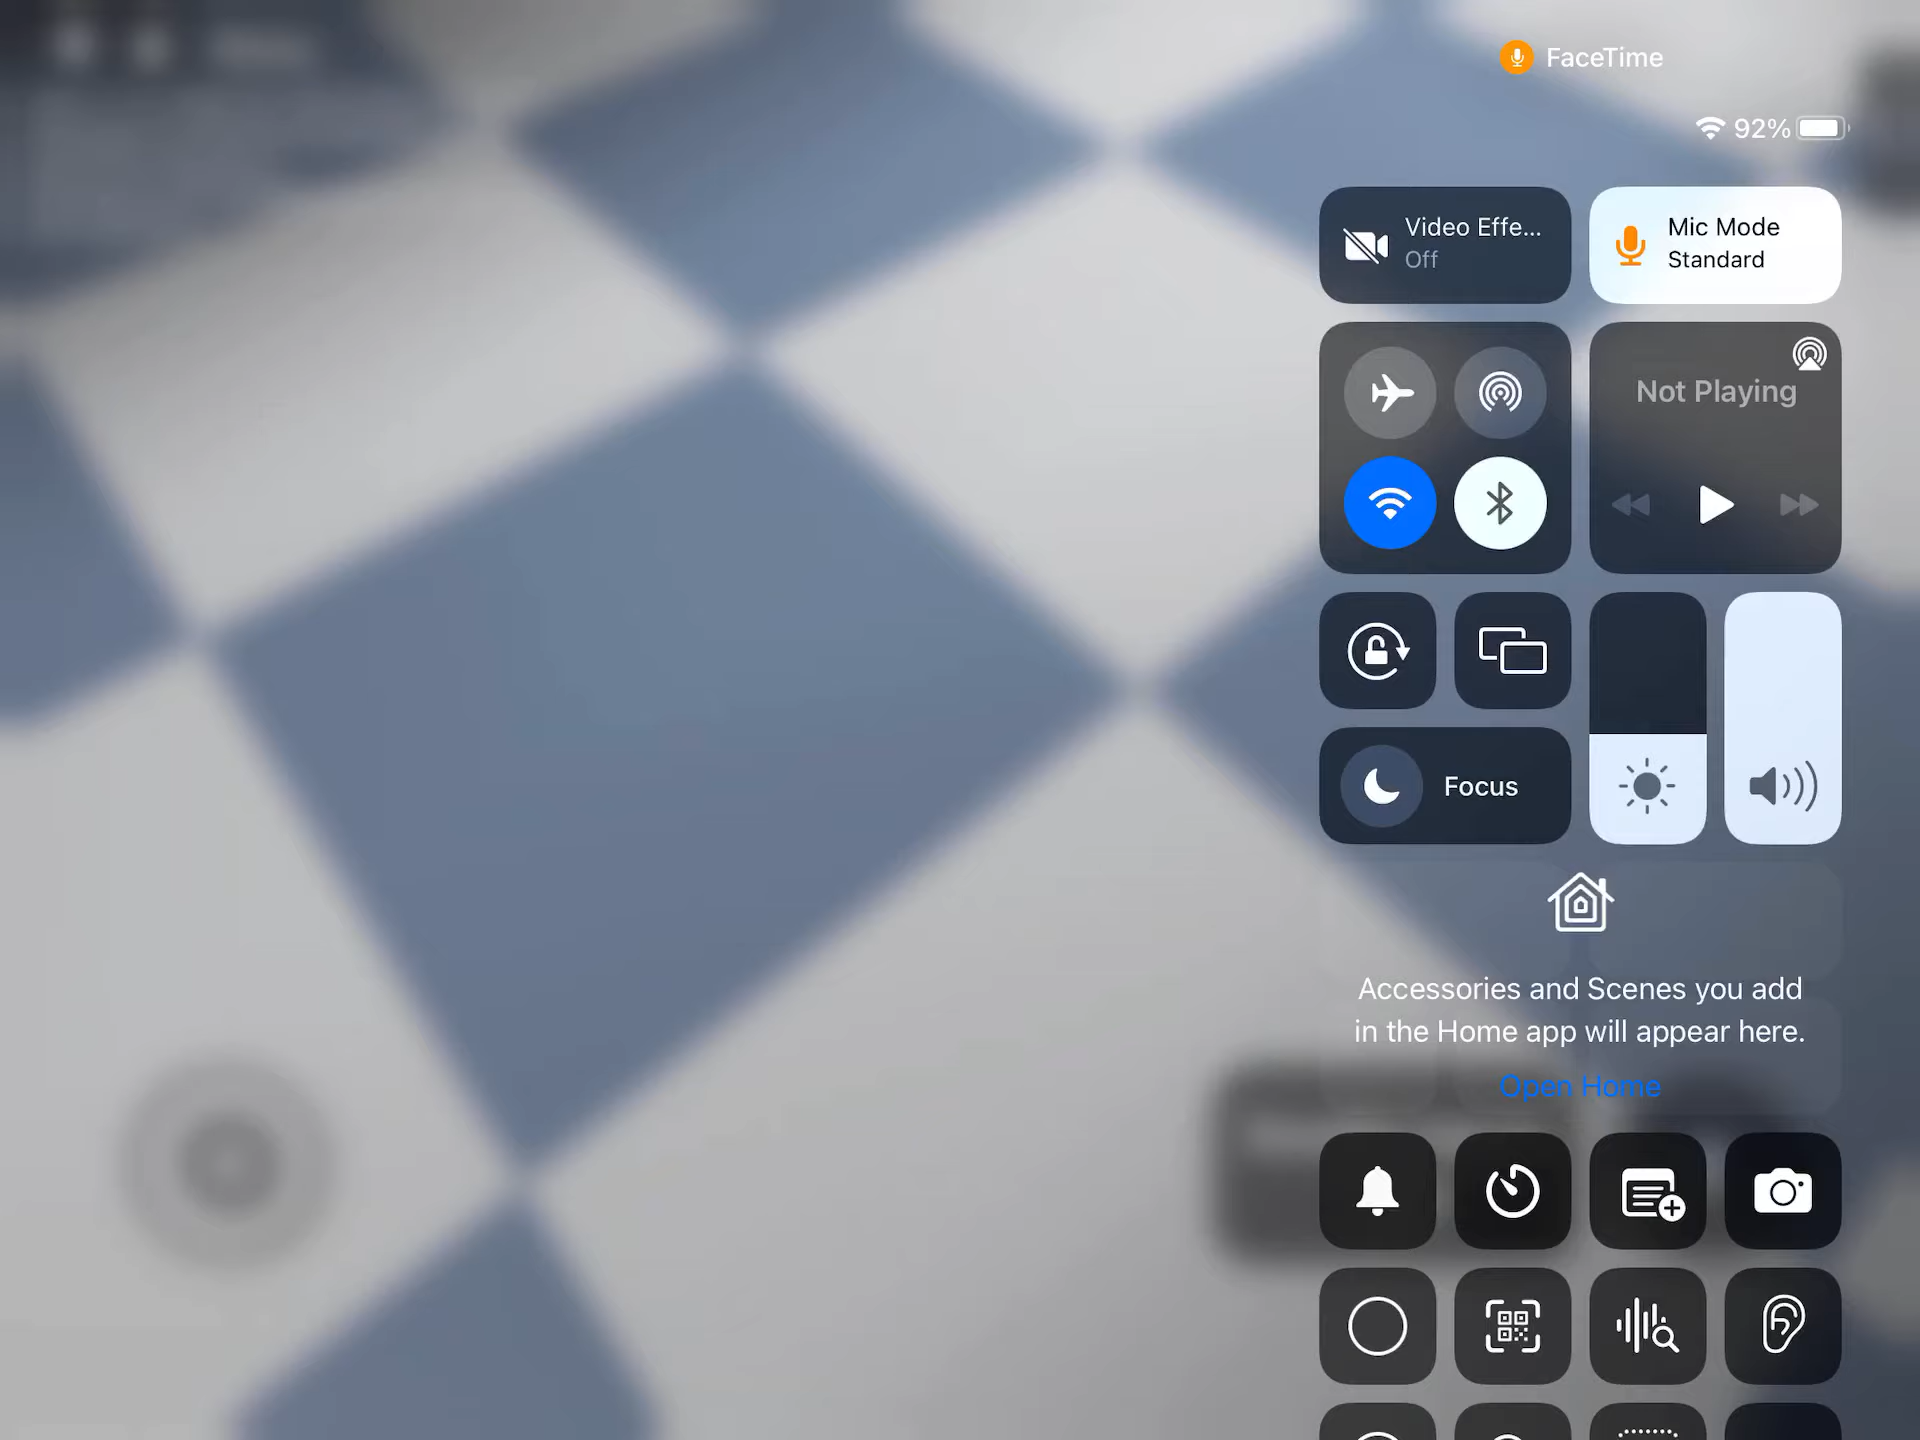 FaceTime
92%
Video Effe...
Off
Mic Mode
Standard
Not Playing
Focus
Accessories and Scenes you add
in the Home app will appear here.
Open Home